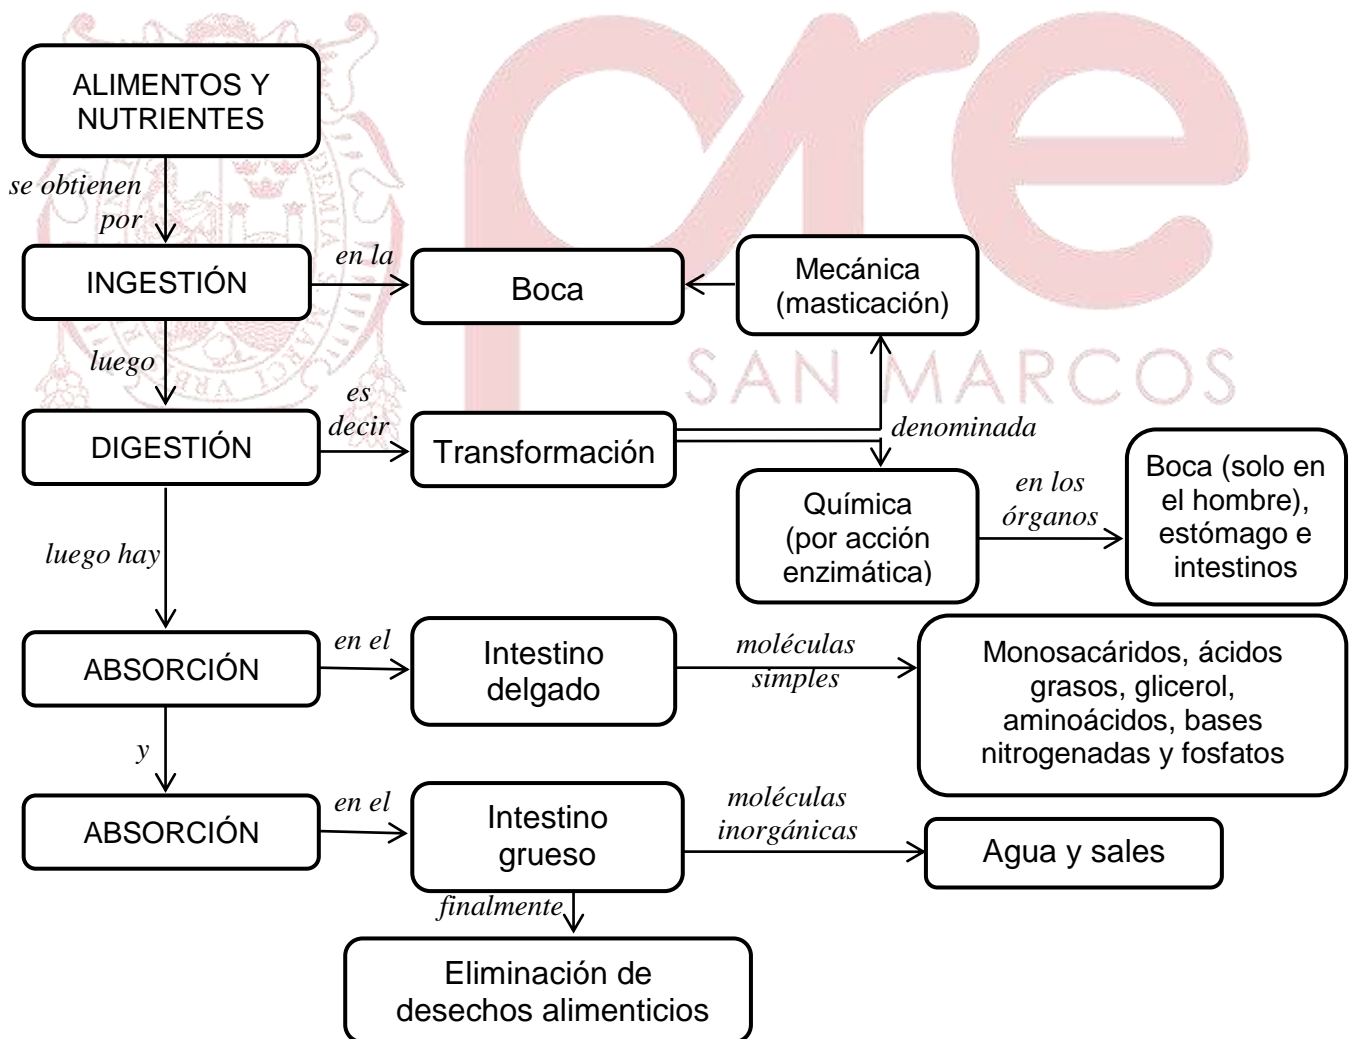 ALIMENTOS Y
NUTRIENTES
se obtienen
por
INGESTIÓN
en la
Boca
Mecánica
(masticación)
SAN MARCOS
luego
DIGESTIÓN
es
decir
Transformación
denominada
Química
(por acción
enzimática)
en los
órganos
Boca (solo en
el hombre),
estómago e
intestinos
luego hay
ABSORCIÓN
en el
Intestino
delgado
moléculas
simples
Monosacáridos, ácidos
grasos, glicerol,
aminoácidos, bases
nitrogenadas y fosfatos
y
ABSORCIÓN
en el
Intestino
grueso
moléculas
inorgánicas
Agua y sales
finalmente
Eliminación de
desechos alimenticios
pre